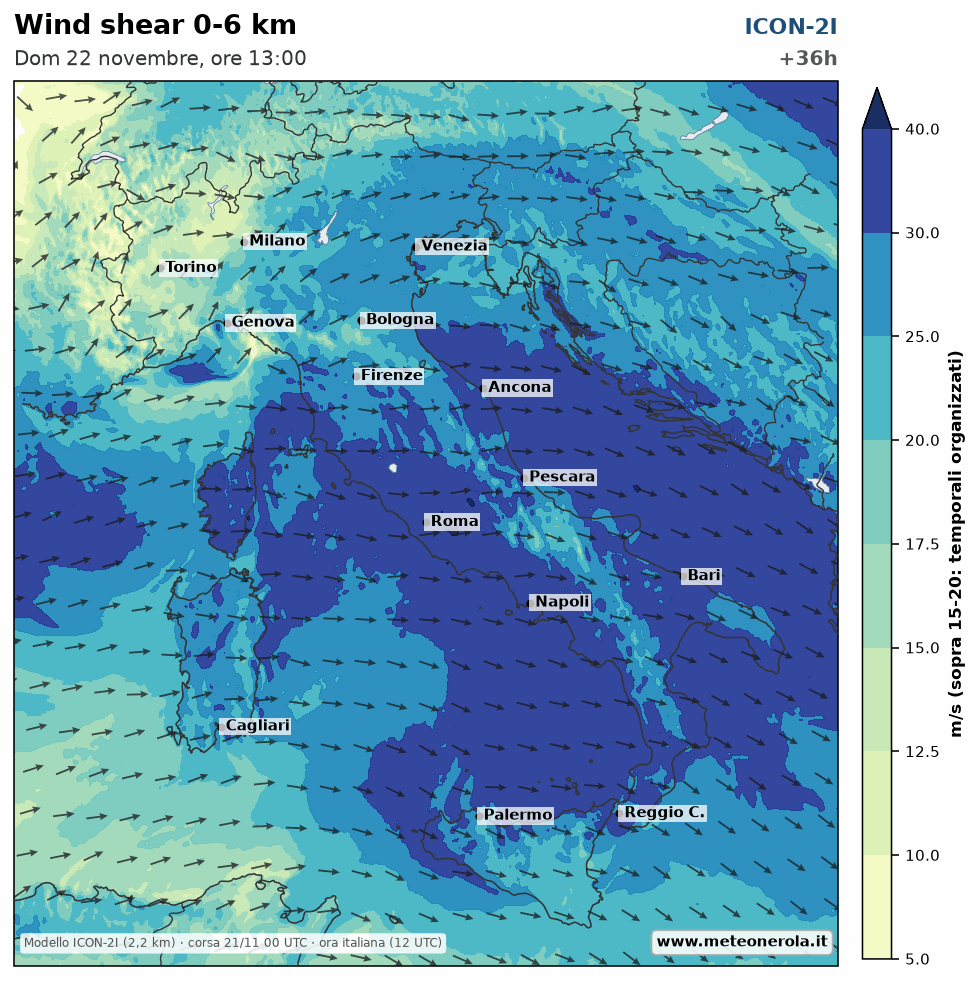 Wind shear 0-6 km
ICON-2I
Dom 22 novembre, ore 13:00
+36h
40.0
30.0
25.0
20.0
17.5
15.0
12.5
10.0
5.0
m/s (sopra 15-20: temporali organizzati)
Milano
Venezia
Torino
Genova
Bologna
Firenze
Ancona
Pescara
Roma
Bari
Napoli
Cagliari
Palermo
Reggio C.
Modello ICON-2I (2,2 km) · corsa 21/11 00 UTC · ora italiana (12 UTC)
www.meteonerola.it